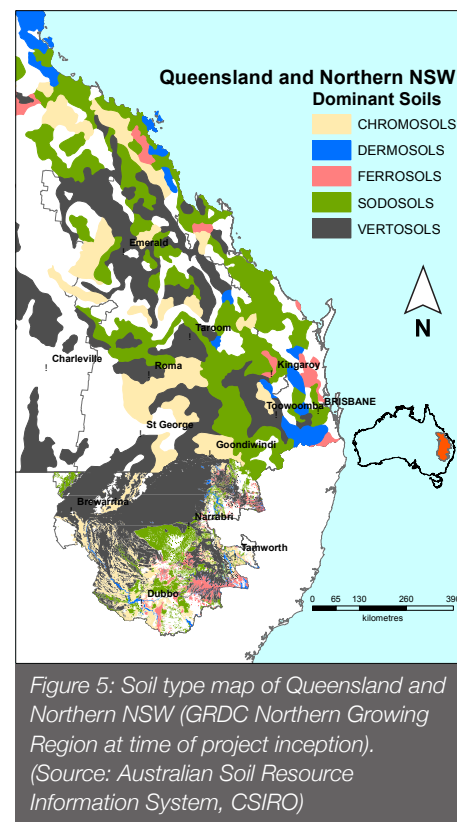 Queensland and Northern NSW
Dominant Soils
CHROMOSOLS
DERMOSOLS
FERROSOLS
SODOSOLS
VERTOSOLS
N
Emerald
Taroom
Charleville
Roma
Kingaroy
St George
Toowoomba
BRISBANE
Goondiwindi
Brewarrina
Narrabri
Tamworth
Dubbo
0 65 130 260 390
kilometres
Figure 5: Soil type map of Queensland and
Northern NSW (GRDC Northern Growing
Region at time of project inception).
(Source: Australian Soil Resource
Information System, CSIRO)